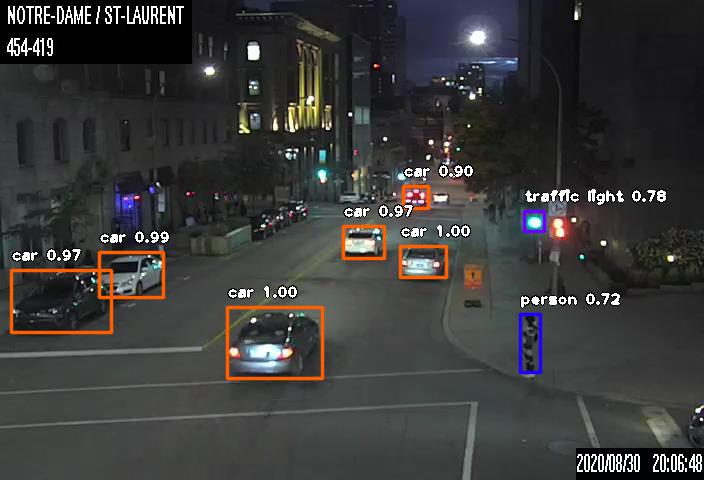 NOTRE-DAME / ST-LAURENT
454-419
car 0.90
traffic light 0.78
car 0.97
car 1.00
car 0.99
car 0.97
car 1.00
person 0.72
2020/08/30 20:06:48